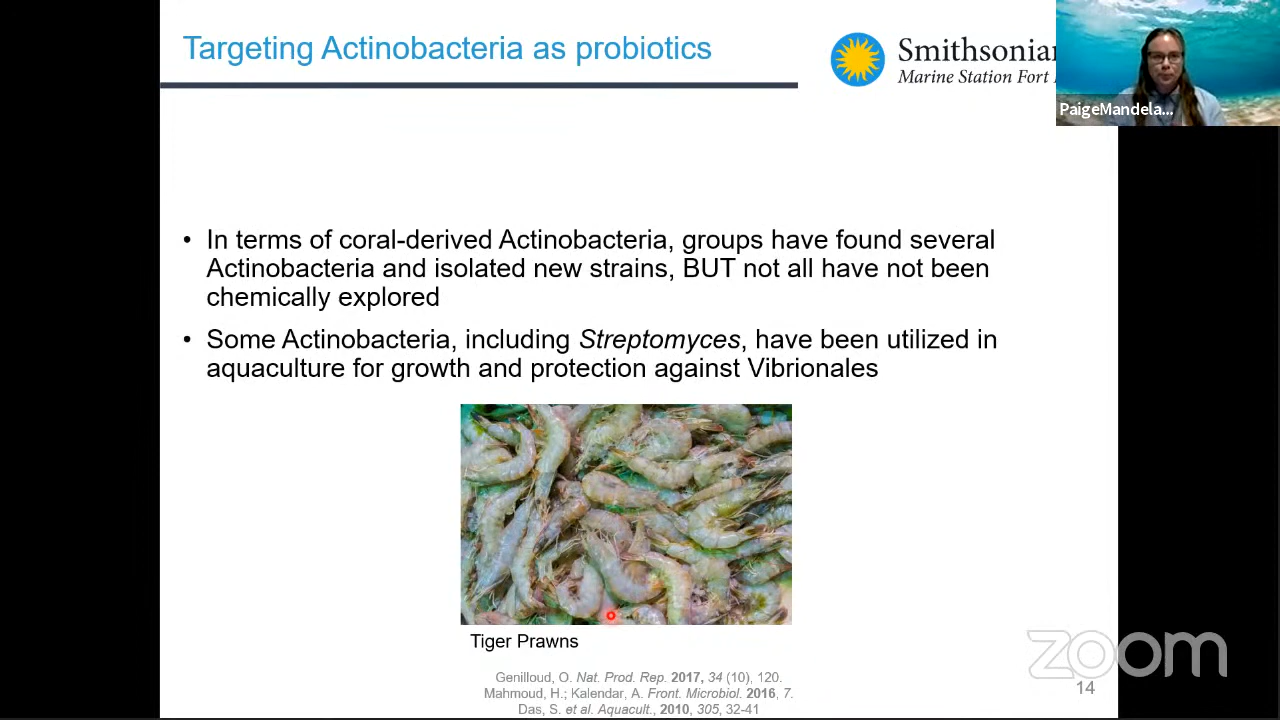 Targeting Actinobacteria as probiotics
Smithsonian
Marine Station Fort
PaigeMandela...
• In terms of coral-derived Actinobacteria, groups have found several
Actinobacteria and isolated new strains, BUT not all have not been
chemically explored
• Some Actinobacteria, including Streptomyces, have been utilized in
aquaculture for growth and protection against Vibrionales
Tiger Prawns
Genilloud, O. Nat. Prod. Rep. 2017, 34 (10), 120.
Mahmoud, H.; Kalendar, A. Front. Microbiol. 2016, 7.
Das, S. et al. Aquacult., 2010, 305, 32-41
zoom
14